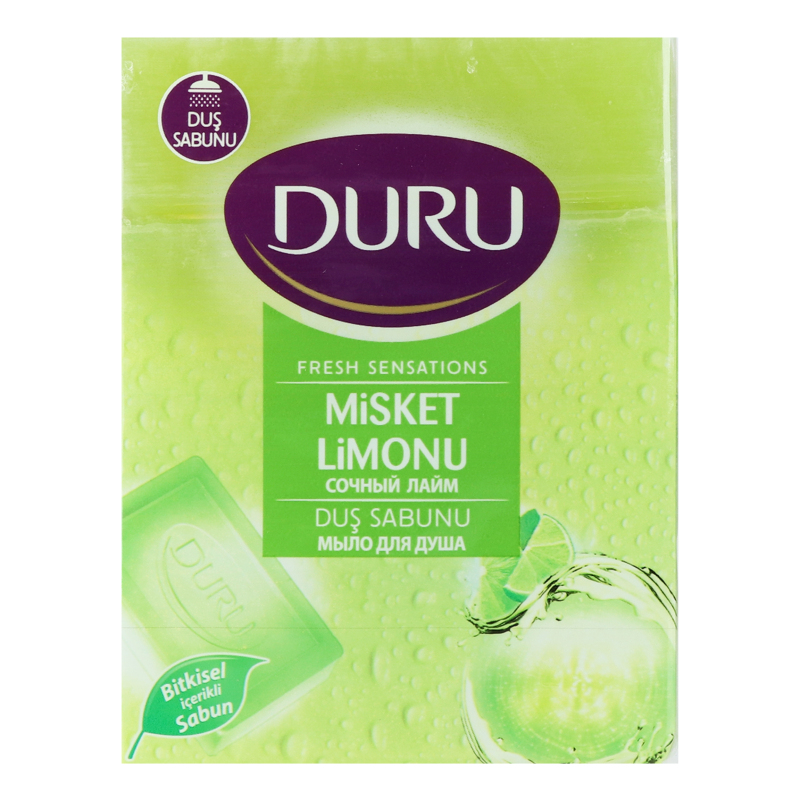 DUŞ
SABUNU
DURU
FRESH SENSATIONS
MiSKET
LiMONU
СОЧНЫЙ ЛАЙМ
DUŞ SABUNU
МЫЛО ДЛЯ ДУША
DURU
Bitkisel
içerikli
Sabun